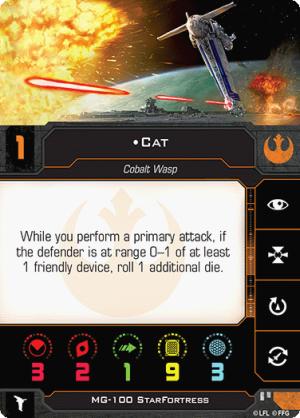 1
•Cat
Cobalt Wasp
While you perform a primary attack, if
the defender is at range 0–1 of at least
1 friendly device, roll 1 additional die.
3 2 1 9 3
MG-100 StarFortress
©LFL ©FFG